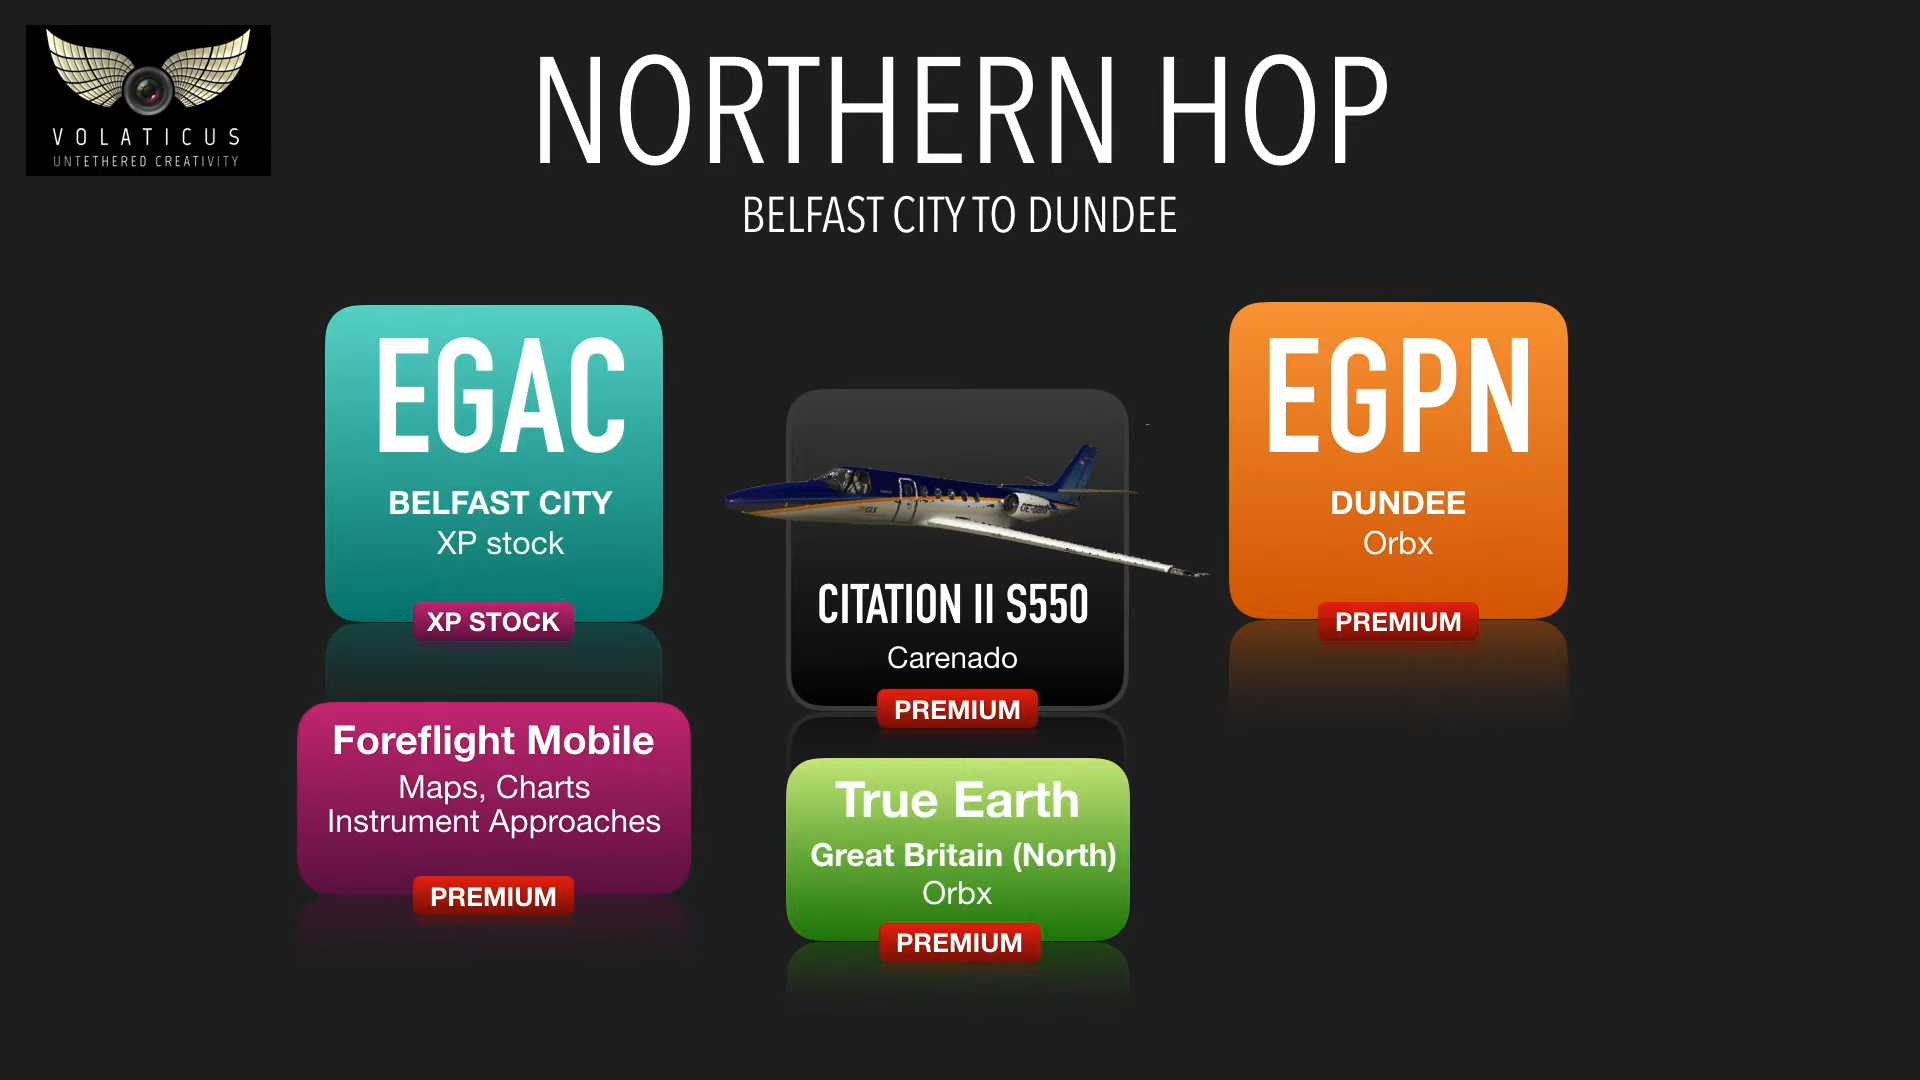 VOLATICUS
UNTETHERED CREATIVITY
NORTHERN HOP
BELFAST CITY TO DUNDEE
EGAC
BELFAST CITY
XP stock
XP STOCK
CITATION II S550
Carenado
PREMIUM
EGPN
DUNDEE
Orbx
PREMIUM
Foreflight Mobile
Maps, Charts
Instrument Approaches
PREMIUM
True Earth
Great Britain (North)
Orbx
PREMIUM